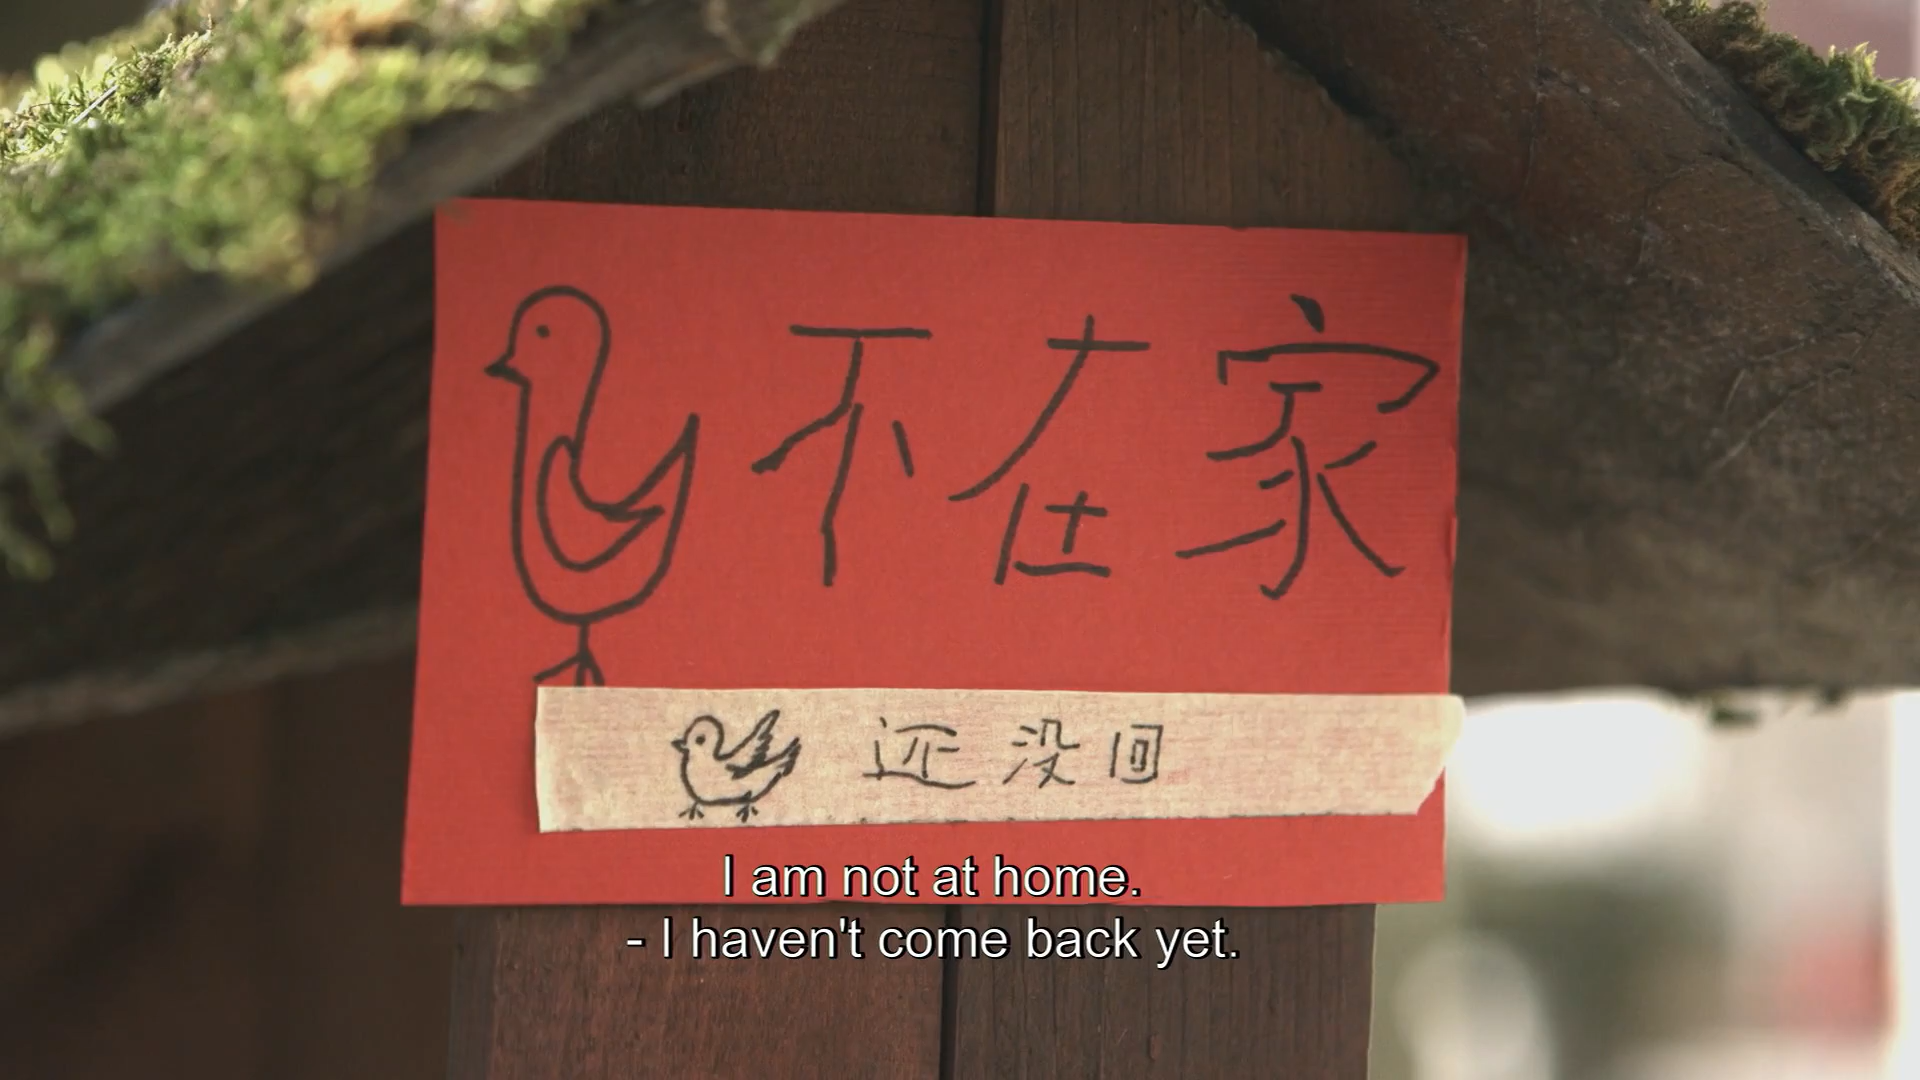 不在家
还没回
I am not at home.
- I haven't come back yet.